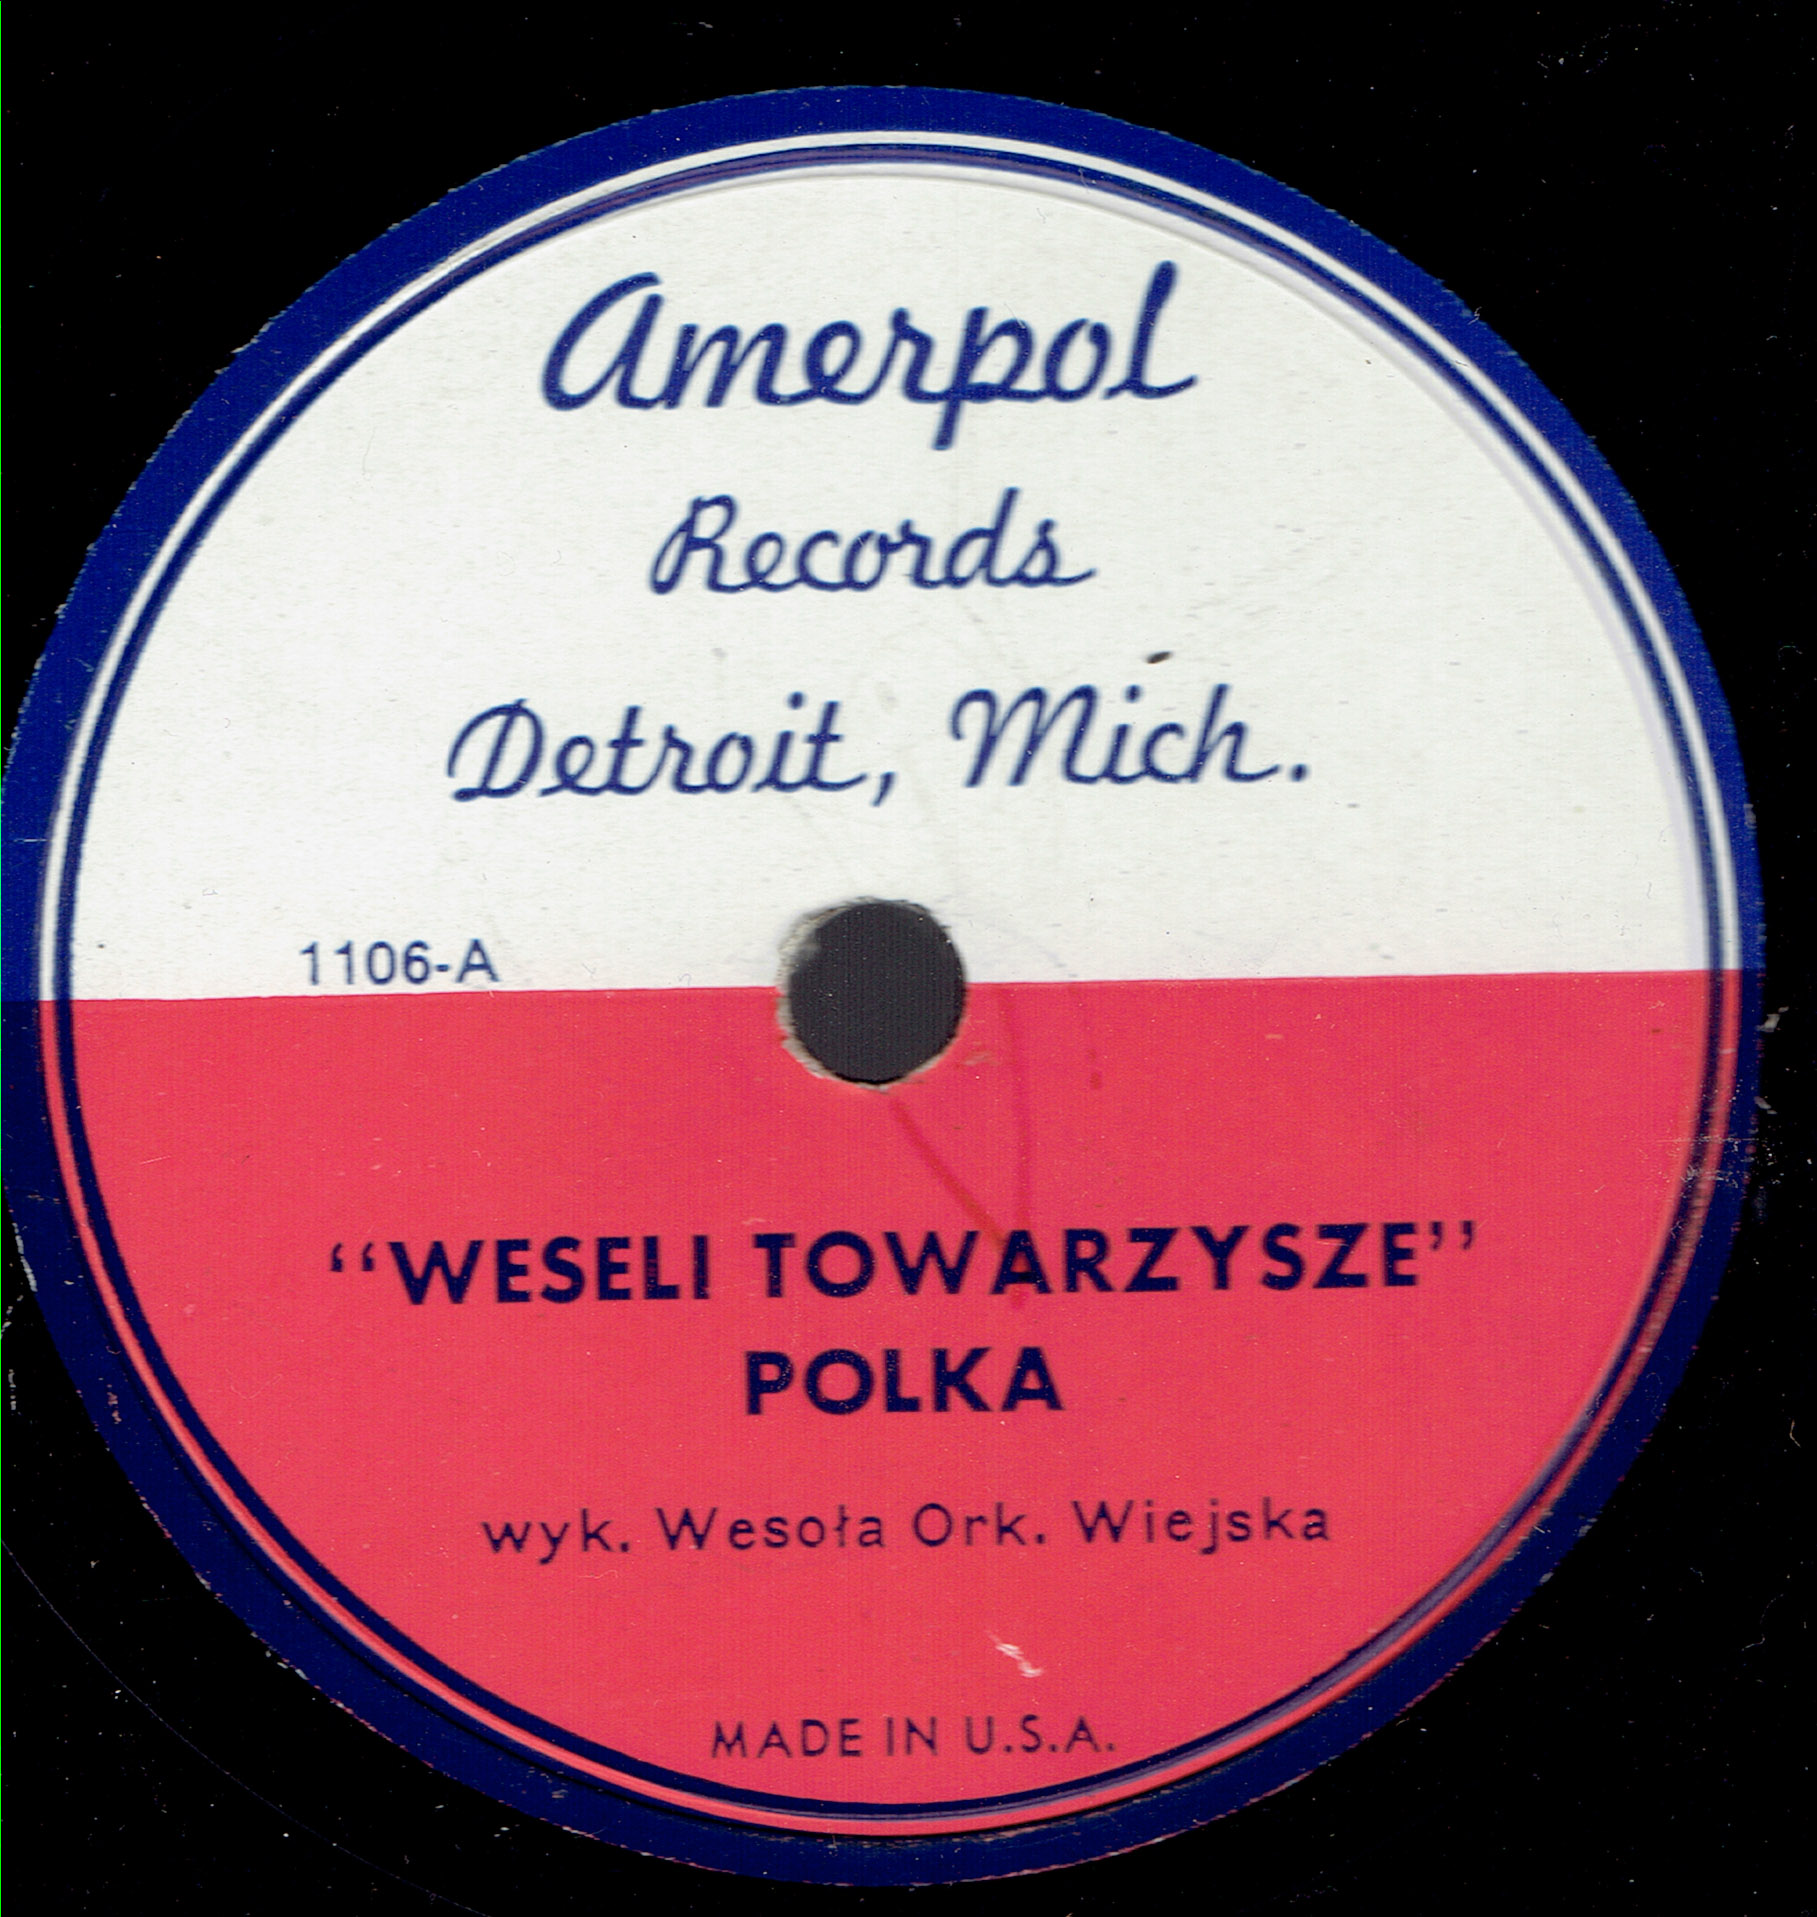 Amerpol
Records
Detroit, Mich.
1106-A
“WESELI TOWARZYSZE”
POLKA
wyk. Wesoła Ork. Wiejska
MADE IN U.S.A.